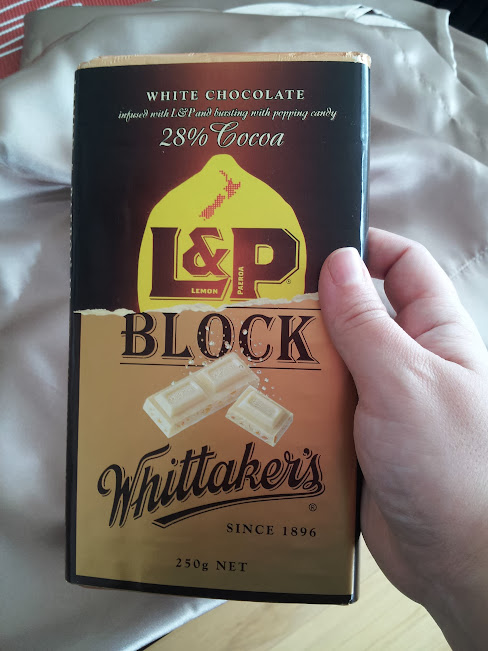 WHITE CHOCOLATE
infused with L&P and bursting with popping candy
28% Cocoa
L&P
LEMON
PAEROA
BLOCK
Whittaker's
SINCE 1896
250g NET